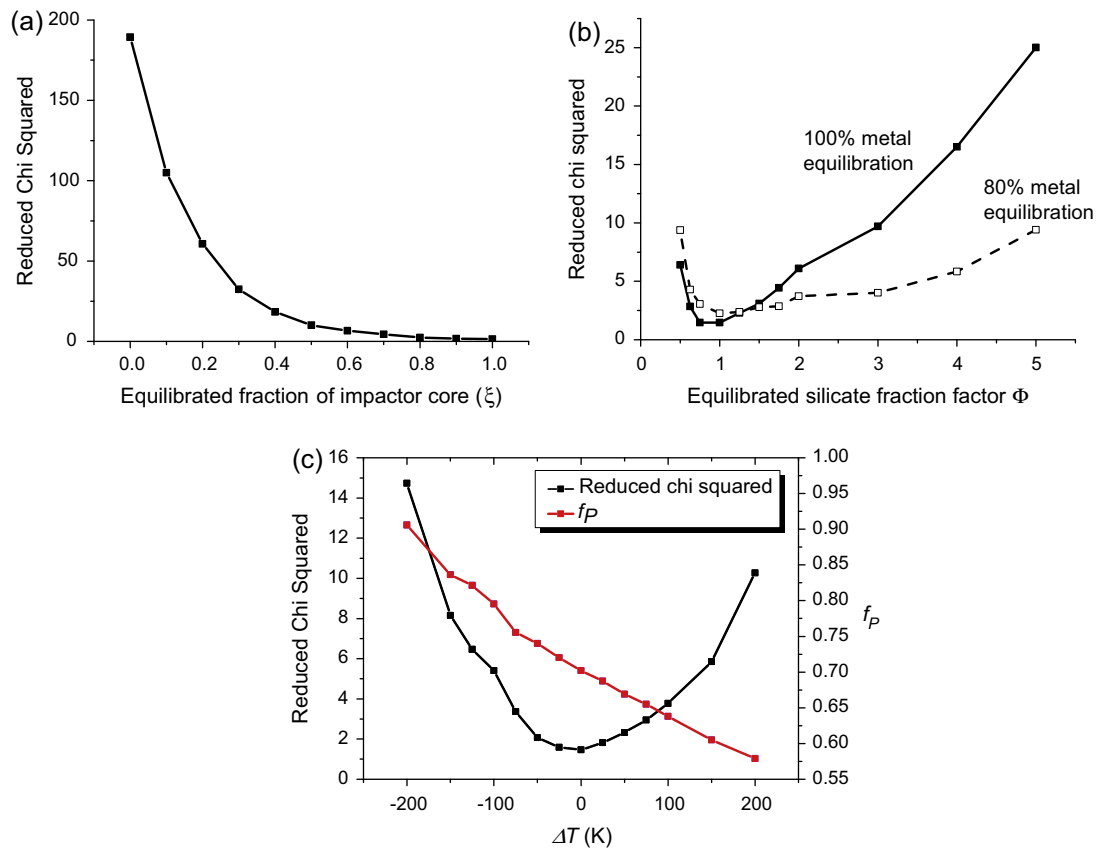 (a)
Reduced Chi Squared
200
150
100
50
0
0.0 0.2 0.4 0.6 0.8 1.0
Equilibrated fraction of impactor core (ξ)
(b)
Reduced chi squared
25
20
15
10
5
0
100% metal
equilibration
80% metal
equilibration
0 1 2 3 4 5
Equilibrated silicate fraction factor Φ
(c)
Reduced Chi Squared
16
14
12
10
8
6
4
2
0
Reduced chi squared
fP
1.00
0.95
0.90
0.85
0.80
0.75
0.70
0.65
0.60
0.55
fP
-200 -100 0 100 200
ΔT (K)